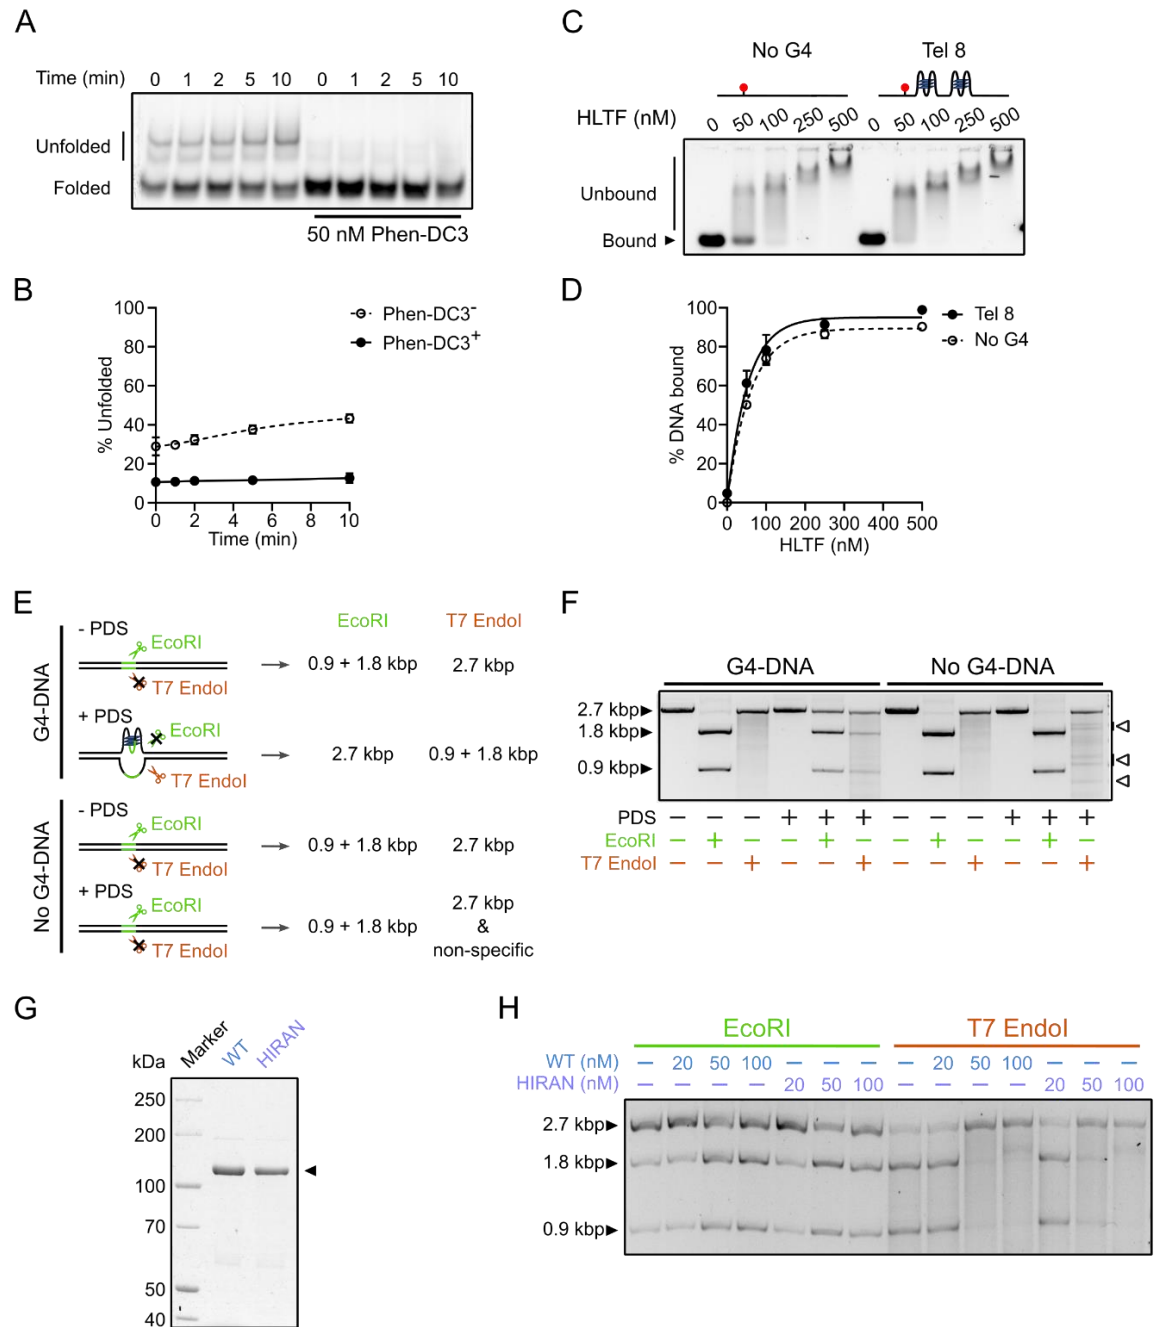 A
Time (min) 0 1 2 5 10 0 1 2 5 10
Unfolded
Folded
50 nM Phen-DC3
B
100
80
60
40
20
0
% Unfolded
0 2 4 6 8 10
Time (min)
Phen-DC3-
Phen-DC3+
C
No G4 Tel 8
HLTF (nM) 0 50 100 250 500 0 50 100 250 500
Unbound
Bound
D
100
80
60
40
20
0
% DNA bound
0 100 200 300 400 500
HLTF (nM)
Tel 8
No G4
E
EcoRI T7 EndoI
G4-DNA
- PDS
EcoRI
T7 EndoI
0.9 + 1.8 kbp 2.7 kbp
+ PDS
EcoRI
T7 EndoI
2.7 kbp 0.9 + 1.8 kbp
No G4-DNA
- PDS
EcoRI
T7 EndoI
0.9 + 1.8 kbp 2.7 kbp
+ PDS
EcoRI
T7 EndoI
0.9 + 1.8 kbp
2.7 kbp
&
non-specific
F
G4-DNA No G4-DNA
2.7 kbp
1.8 kbp
0.9 kbp
PDS − − − + + + − − − + + +
EcoRI − + − − + − − + − − + −
T7 EndoI − − + − − + − − + − − +
G
kDa Marker WT HIRAN
250
200
100
70
50
40
H
EcoRI T7 EndoI
WT (nM) − 20 50 100 − − − − 20 50 100 − − −
HIRAN (nM) − − − − 20 50 100 − − − − 20 50 100
2.7 kbp
1.8 kbp
0.9 kbp